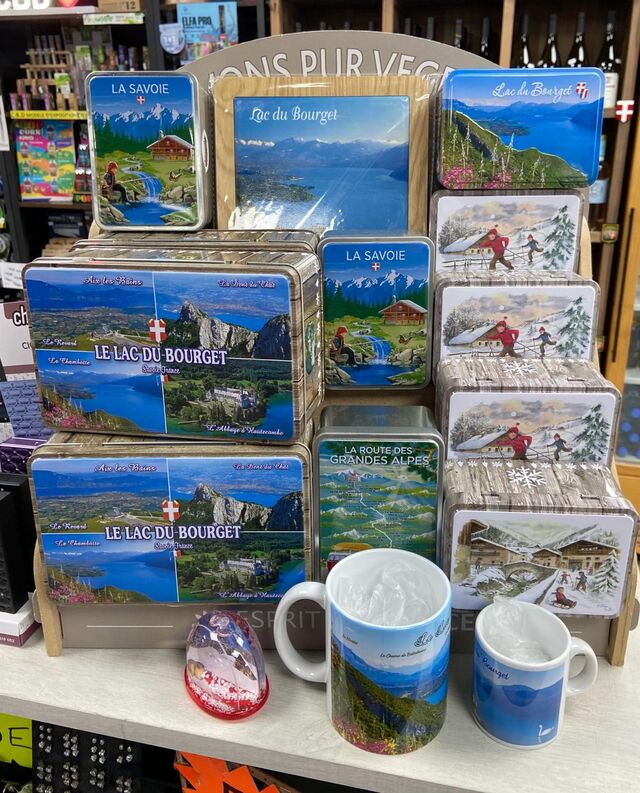 CBD
ELFA PRO
ONS PUR VEG
LA SAVOIE
Lac du Bourget
Lac du Bourget
LA SAVOIE
Aix les Bains
La Dent du Chat
LE LAC DU BOURGET
Savoie France
Le Revard
La Chambotte
L'Abbaye d'Hautecombe
LA ROUTE DES
GRANDES ALPES
Aix les Bains
La Dent du Chat
LE LAC DU BOURGET
Savoie France
Le Revard
La Chambotte
L'Abbaye d'Hautecombe
ESPRIT
Bourget